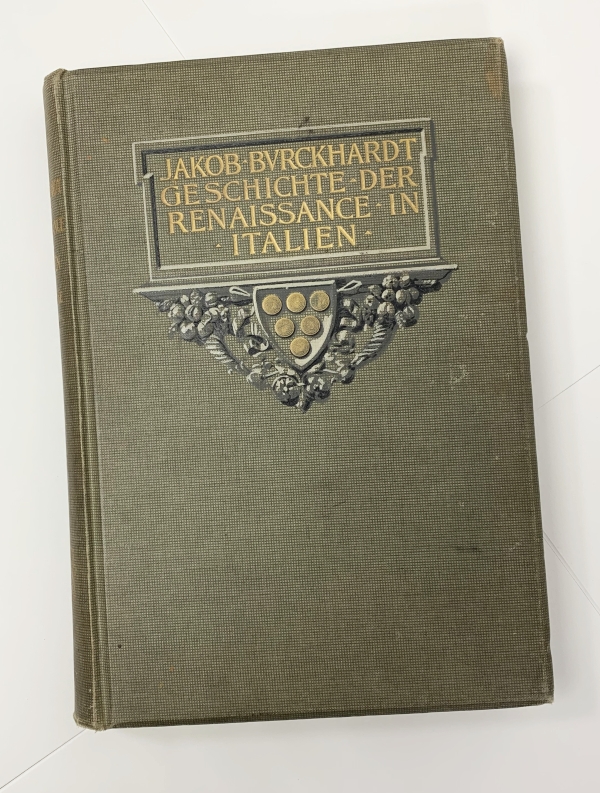 JAKOB·BVRCKHARDT
GESCHICHTE·DER
RENAISSANCE·IN
·ITALIEN·